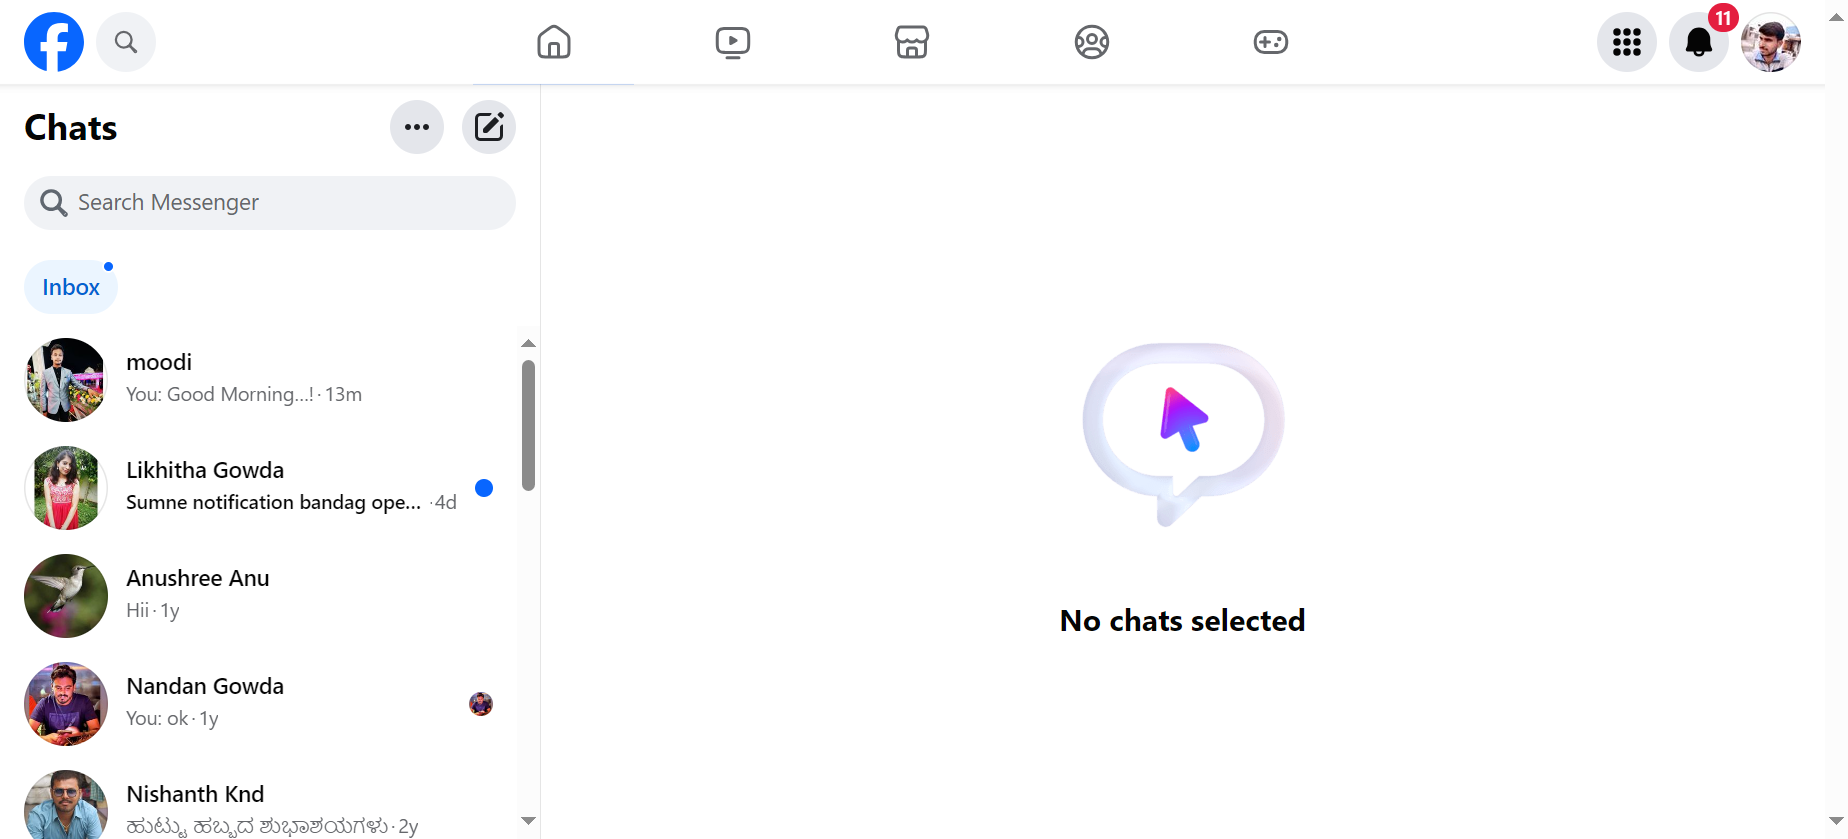 11
Chats
Search Messenger
Inbox
moodi
You: Good Morning...! · 13m
Likhitha Gowda
Sumne notification bandag ope... · 4d
Anushree Anu
Hii · 1y
Nandan Gowda
You: ok · 1y
Nishanth Knd
ಹುಟ್ಟು ಹಬ್ಬದ ಶುಭಾಶಯಗಳು · 2y
No chats selected